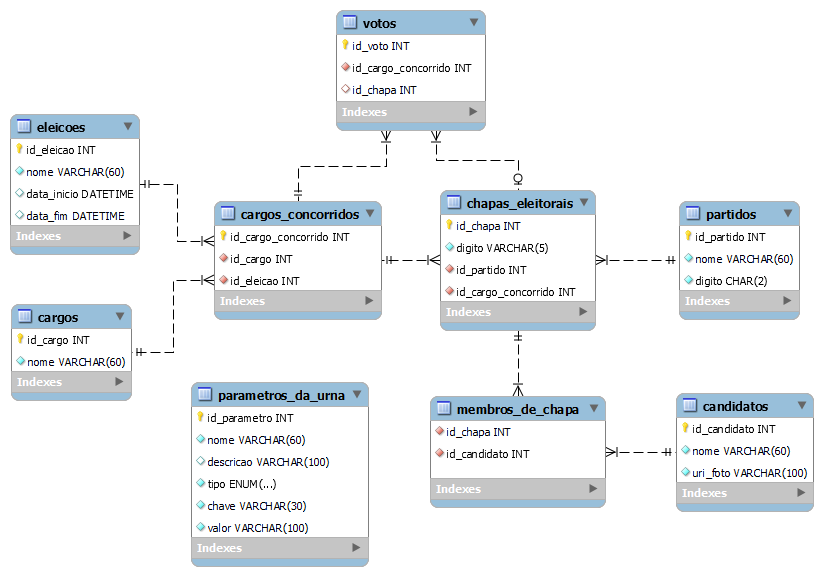 votos
id_voto INT
id_cargo_concorrido INT
id_chapa INT
Indexes
eleicoes
id_eleicao INT
nome VARCHAR(60)
data_inicio DATETIME
data_fim DATETIME
Indexes
cargos_concorridos
id_cargo_concorrido INT
id_cargo INT
id_eleicao INT
Indexes
chapas_eleitorais
id_chapa INT
digito VARCHAR(5)
id_partido INT
id_cargo_concorrido INT
Indexes
partidos
id_partido INT
nome VARCHAR(60)
digito CHAR(2)
Indexes
cargos
id_cargo INT
nome VARCHAR(60)
Indexes
parametros_da_urna
id_parametro INT
nome VARCHAR(60)
descricao VARCHAR(100)
tipo ENUM(...)
chave VARCHAR(30)
valor VARCHAR(100)
Indexes
membros_de_chapa
id_chapa INT
id_candidato INT
Indexes
candidatos
id_candidato INT
nome VARCHAR(60)
uri_foto VARCHAR(100)
Indexes